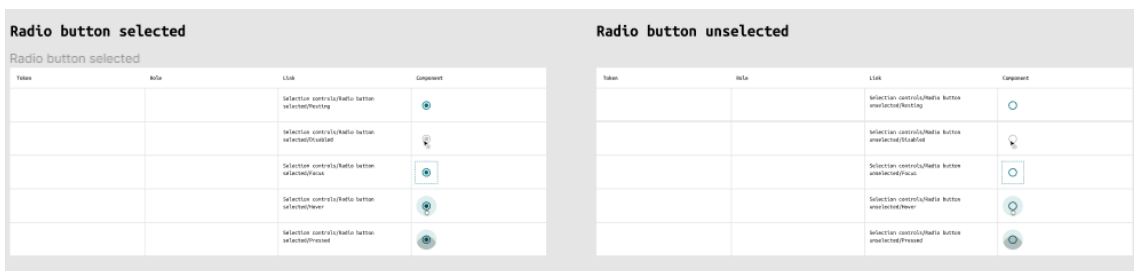 Radio button selected
Radio button selected
Token Role Link Component
Selection controls/Radio button
selected/Resting
Selection controls/Radio button
selected/Disabled
Selection controls/Radio button
selected/Focus
Selection controls/Radio button
selected/Hover
Selection controls/Radio button
selected/Pressed
Radio button unselected
Token Role Link Component
Selection controls/Radio button
unselected/Resting
Selection controls/Radio button
unselected/Disabled
Selection controls/Radio button
unselected/Focus
Selection controls/Radio button
unselected/Hover
Selection controls/Radio button
unselected/Pressed